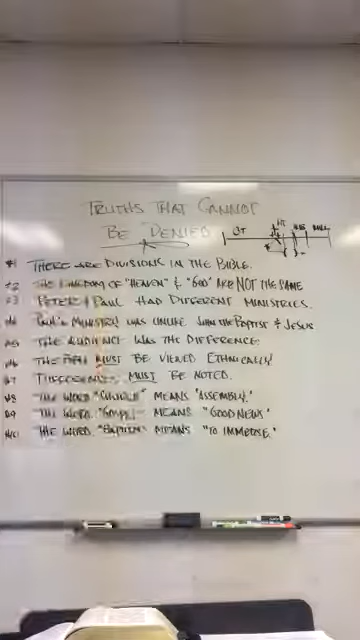 TRUTHS THAT CANNOT
BE DENIED
OT
#1 THERE ARE DIVISIONS IN THE BIBLE.
#2 THE KINGDOM OF "HEAVEN" & "GOD" ARE NOT THE SAME
#3 PETER & PAUL HAD DIFFERENT MINISTRIES.
#4 PAUL'S MINISTRY WAS UNLIKE JOHN THE BAPTIST & JESUS
#5 THE AUDIENCE WAS THE DIFFERENCE
#6 THE MUST BE VIEWED ETHNICALLY
#7 MUST BE NOTED.
#8 THE WORD "CHURCH" MEANS "ASSEMBLY."
#9 THE WORD "GOSPEL" MEANS "GOOD NEWS"
#10 THE WORD "BAPTISM" MEANS "TO IMMERSE."